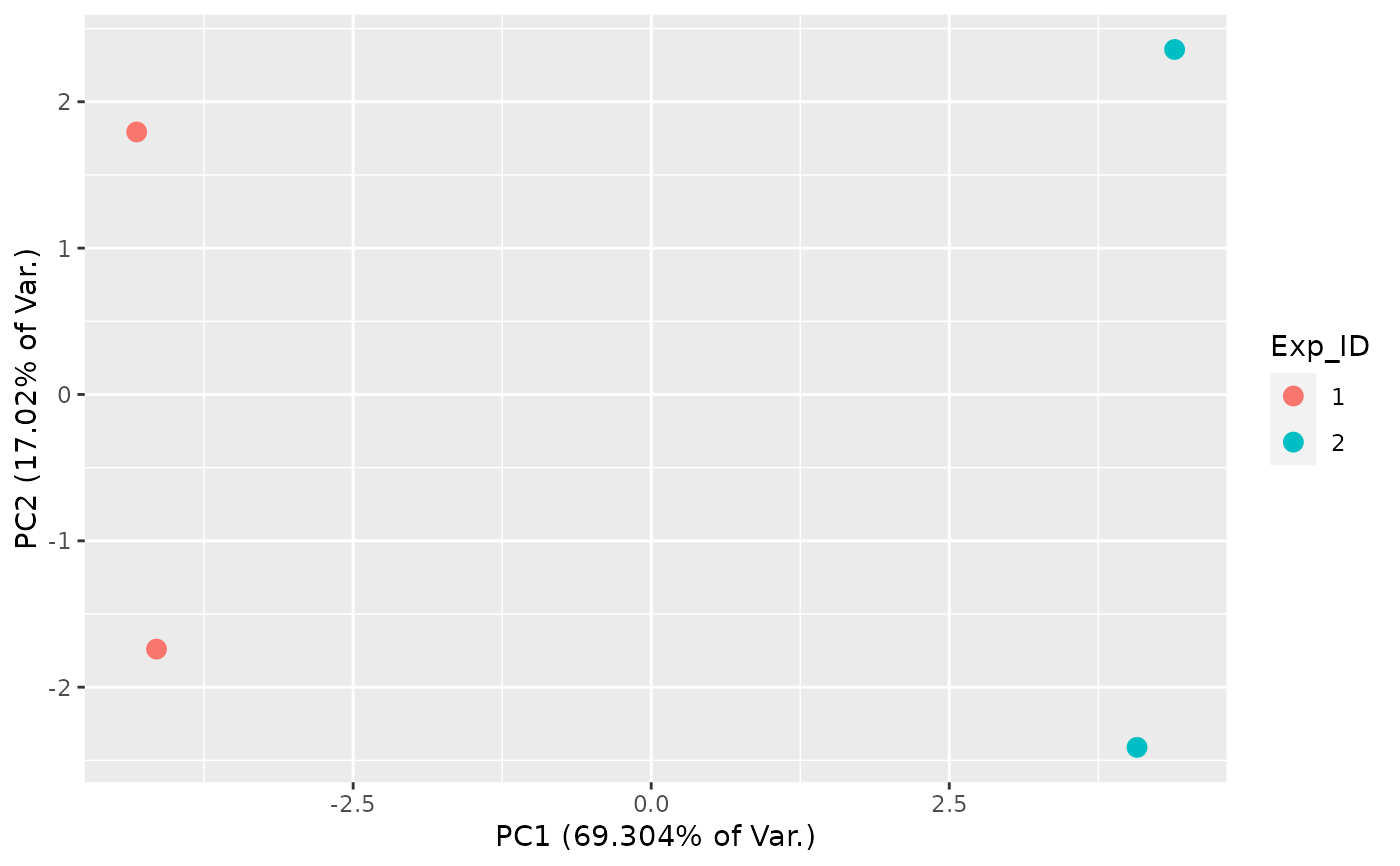 PC2 (17.02% of Var.)
2
1
0
-1
-2
-2.5 0.0 2.5
PC1 (69.304% of Var.)
Exp_ID
1
2